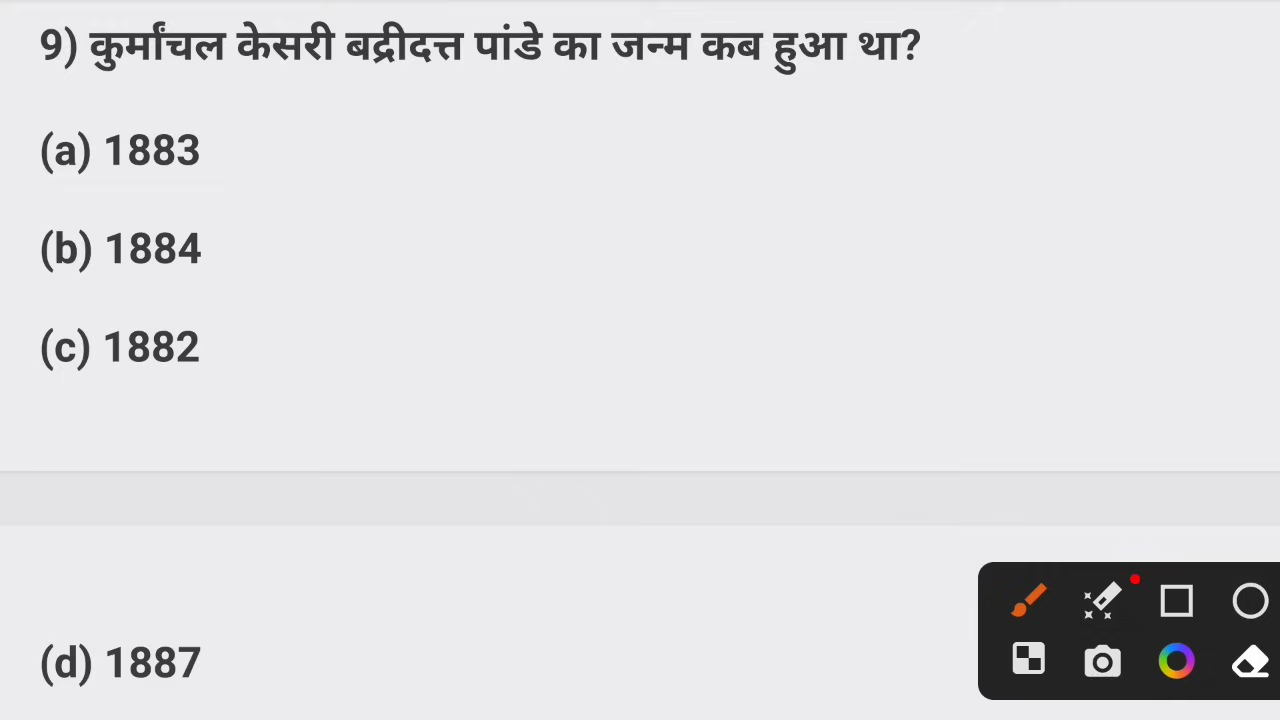 9) कुर्मांचल केसरी बद्रीदत्त पांडे का जन्म कब हुआ था?
(a) 1883
(b) 1884
(c) 1882
(d) 1887